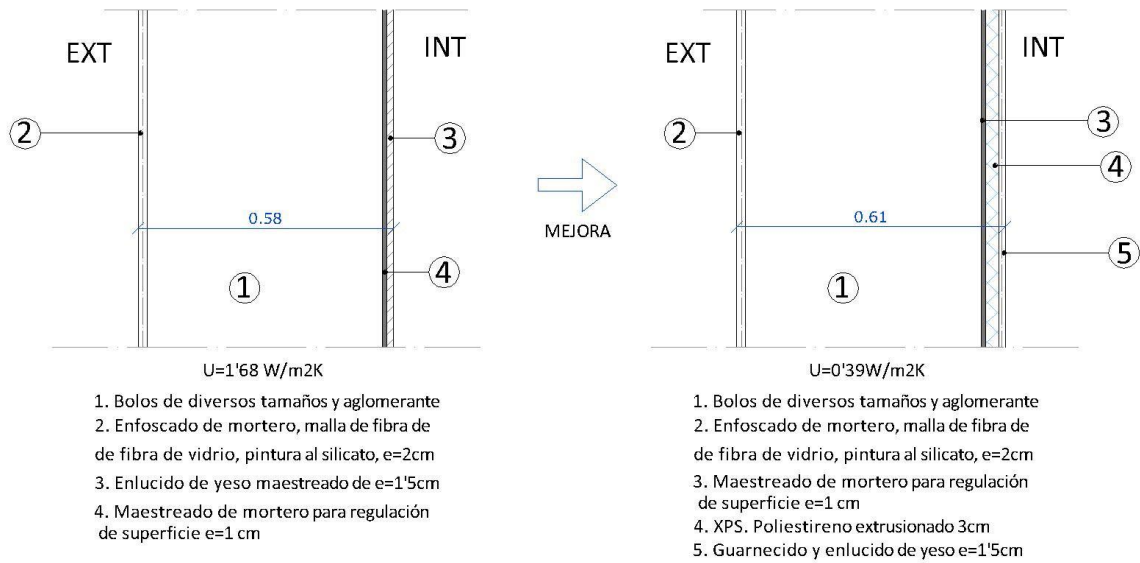 EXT
INT
2
3
0.58
4
1
U=1'68 W/m2K
1. Bolos de diversos tamaños y aglomerante
2. Enfoscado de mortero, malla de fibra de
de fibra de vidrio, pintura al silicato, e=2cm
3. Enlucido de yeso maestreado de e=1'5cm
4. Maestreado de mortero para regulación
de superficie e=1 cm
MEJORA
EXT
INT
2
3
4
0.61
5
1
U=0'39W/m2K
1. Bolos de diversos tamaños y aglomerante
2. Enfoscado de mortero, malla de fibra de
de fibra de vidrio, pintura al silicato, e=2cm
3. Maestreado de mortero para regulación
de superficie e=1 cm
4. XPS. Poliestireno extrusionado 3cm
5. Guarnecido y enlucido de yeso e=1'5cm